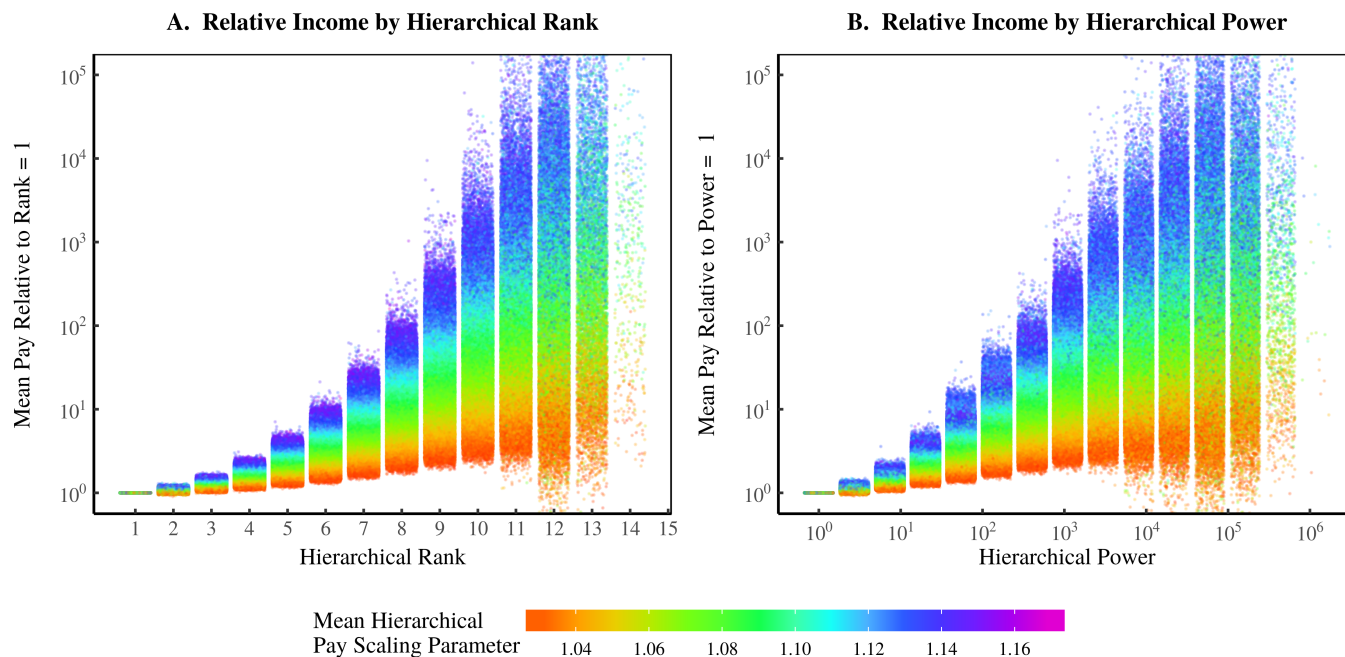 A. Relative Income by Hierarchical Rank
Mean Pay Relative to Rank = 1
10^5
10^4
10^3
10^2
10^1
10^0
1 2 3 4 5 6 7 8 9 10 11 12 13 14 15
Hierarchical Rank
B. Relative Income by Hierarchical Power
Mean Pay Relative to Power = 1
10^5
10^4
10^3
10^2
10^1
10^0
10^0 10^1 10^2 10^3 10^4 10^5 10^6
Hierarchical Power
Mean Hierarchical
Pay Scaling Parameter
1.04 1.06 1.08 1.10 1.12 1.14 1.16